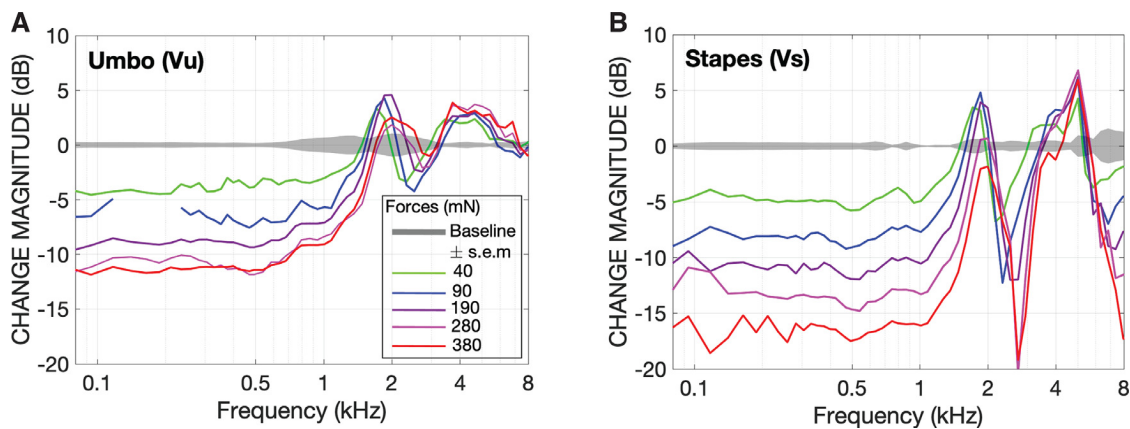 A
Umbo (Vu)
CHANGE MAGNITUDE (dB)
10
5
0
-5
-10
-15
-20
0.1
0.5
1
2
4
8
Frequency (kHz)
Forces (mN)
Baseline
± s.e.m
40
90
190
280
380
B
Stapes (Vs)
CHANGE MAGNITUDE (dB)
10
5
0
-5
-10
-15
-20
0.1
0.5
1
2
4
8
Frequency (kHz)